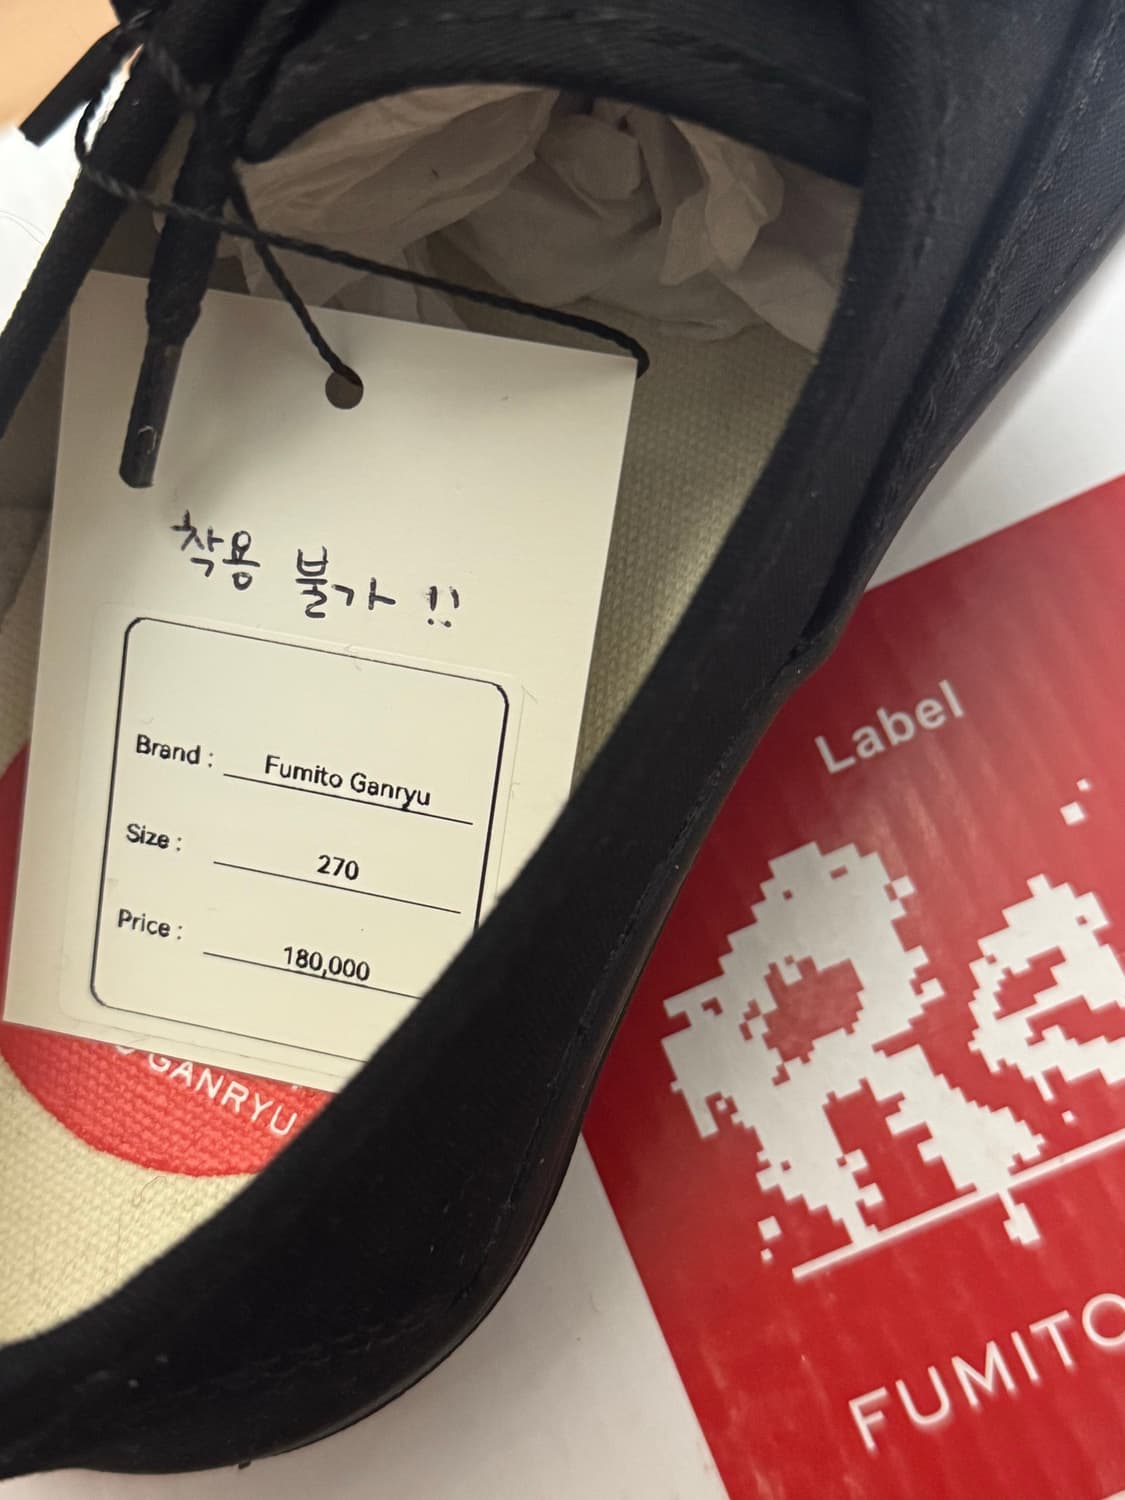 착용 불가 !!
Brand : Fumito Ganryu
Size : 270
Price : 180,000
GANRYU
Label
FUMITO